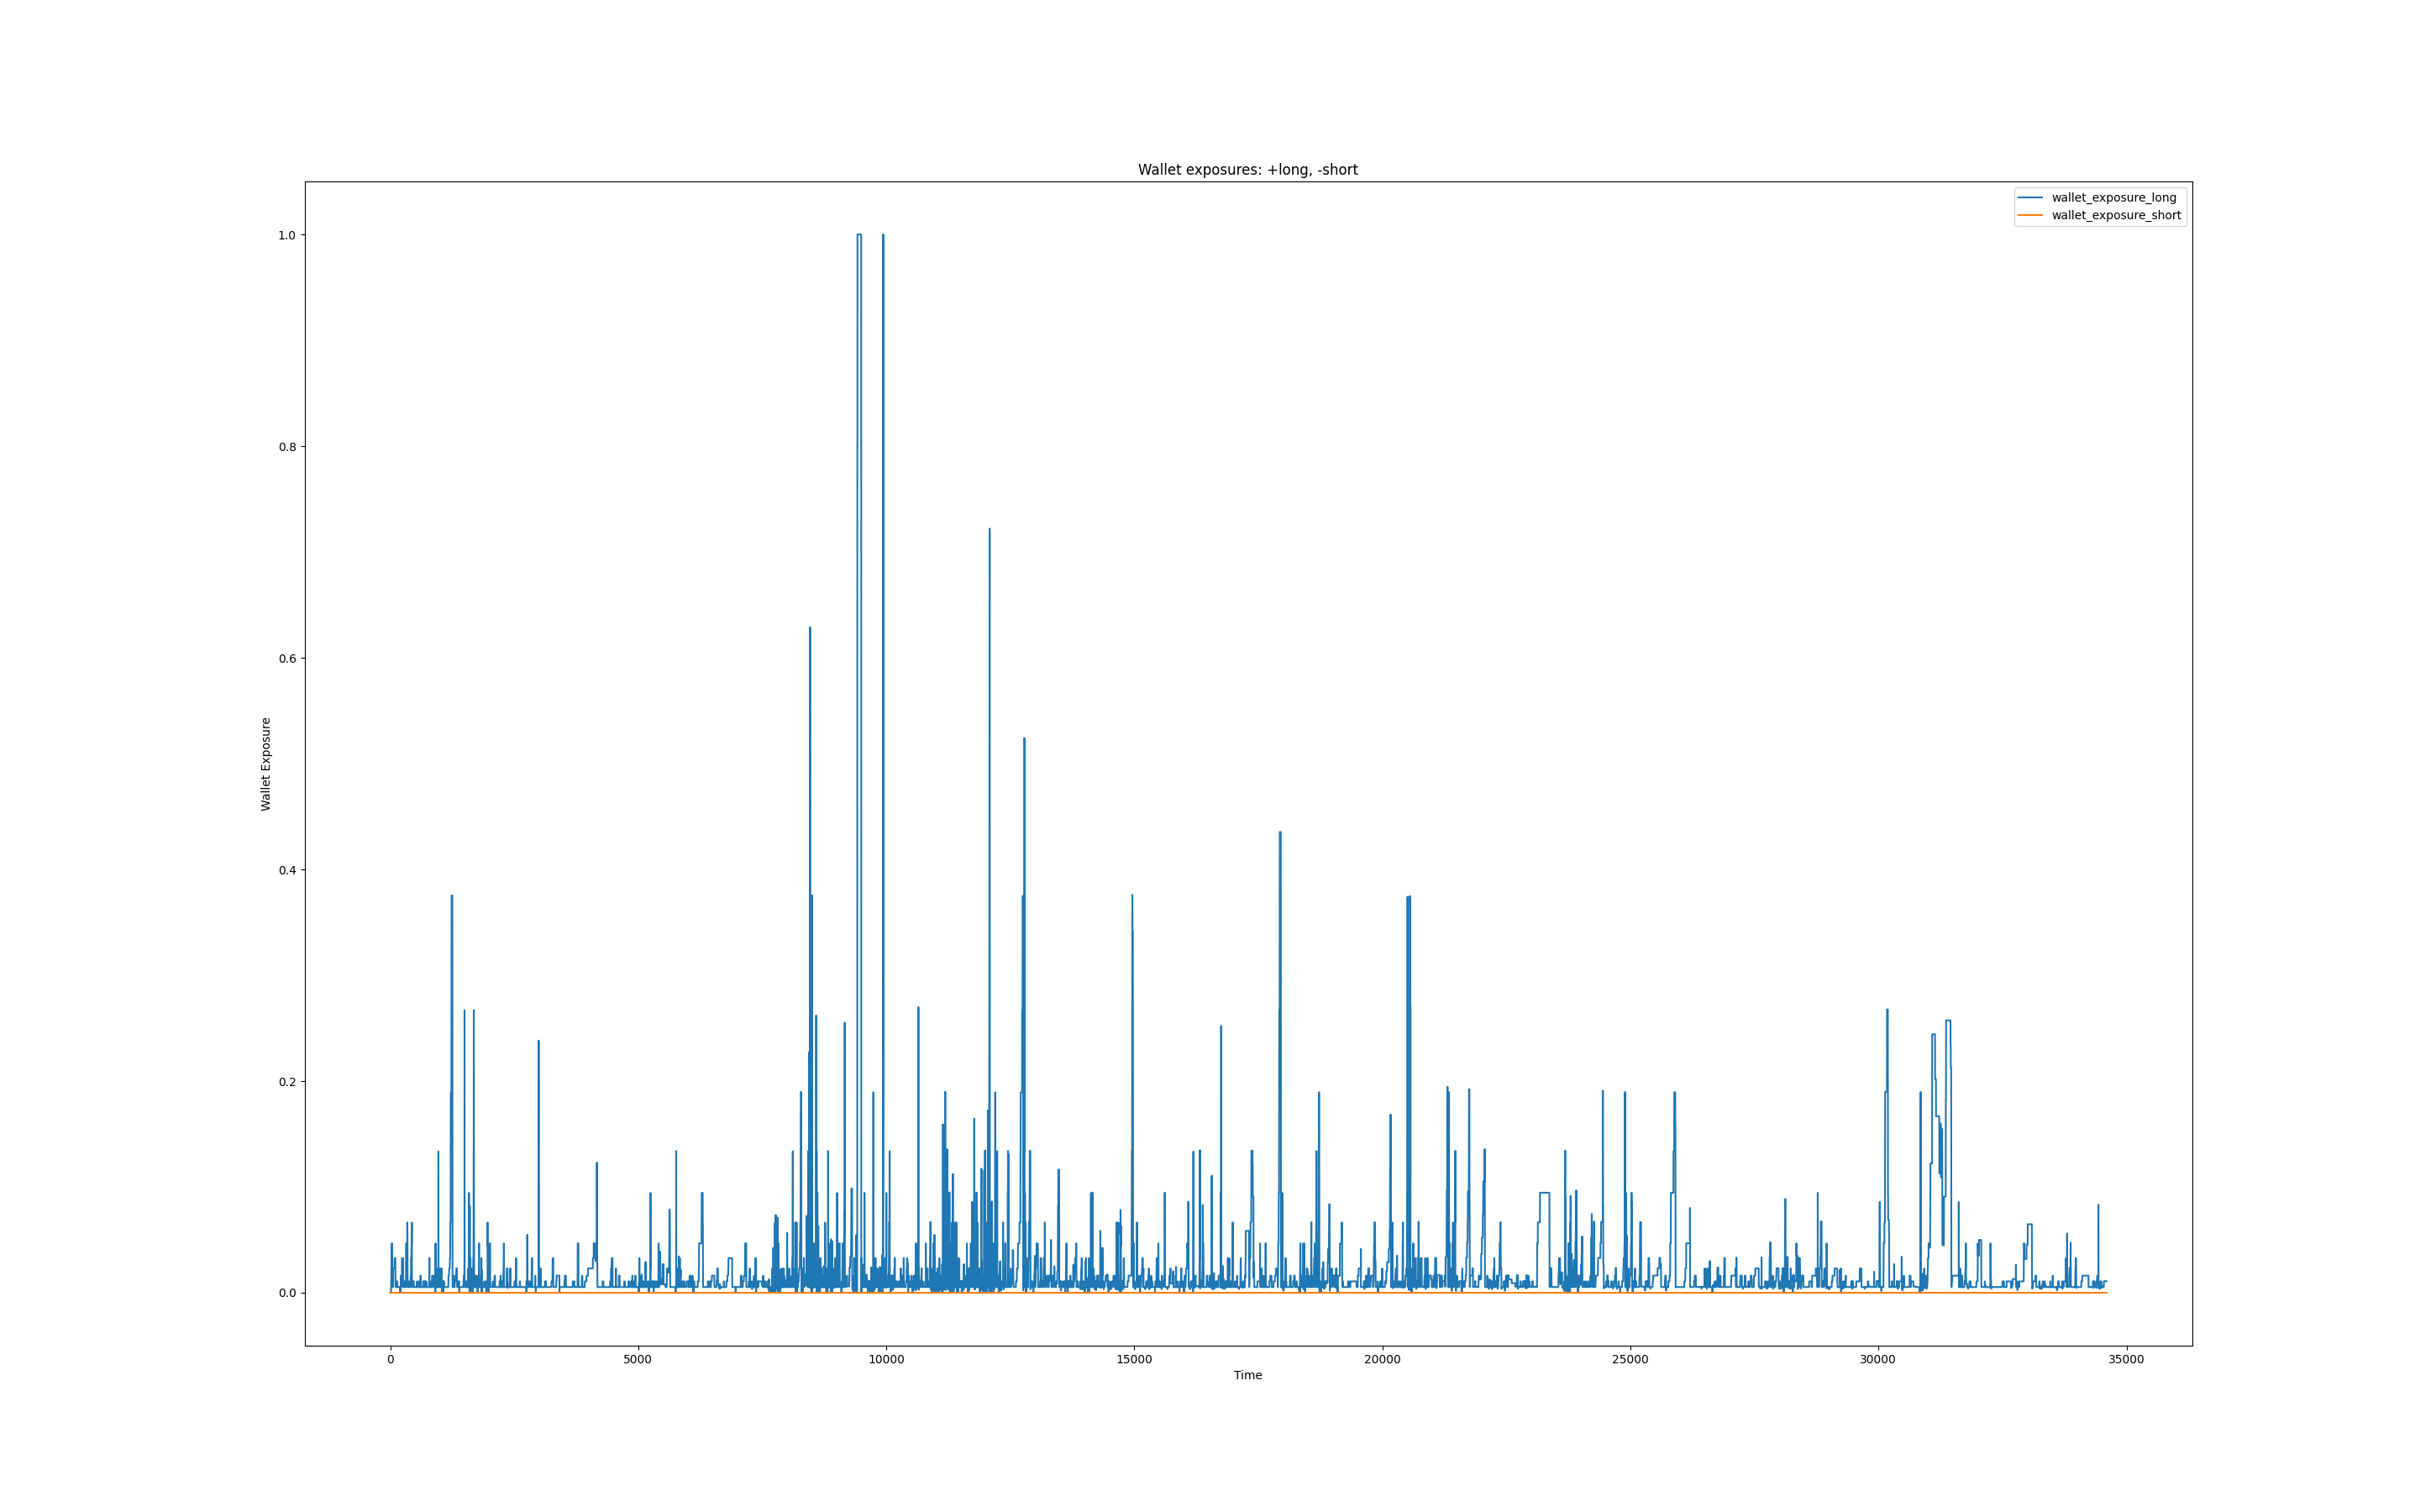 Wallet exposures: +long, -short
wallet_exposure_long
wallet_exposure_short
1.0
0.8
0.6
0.4
0.2
0.0
Wallet Exposure
0 5000 10000 15000 20000 25000 30000 35000
Time